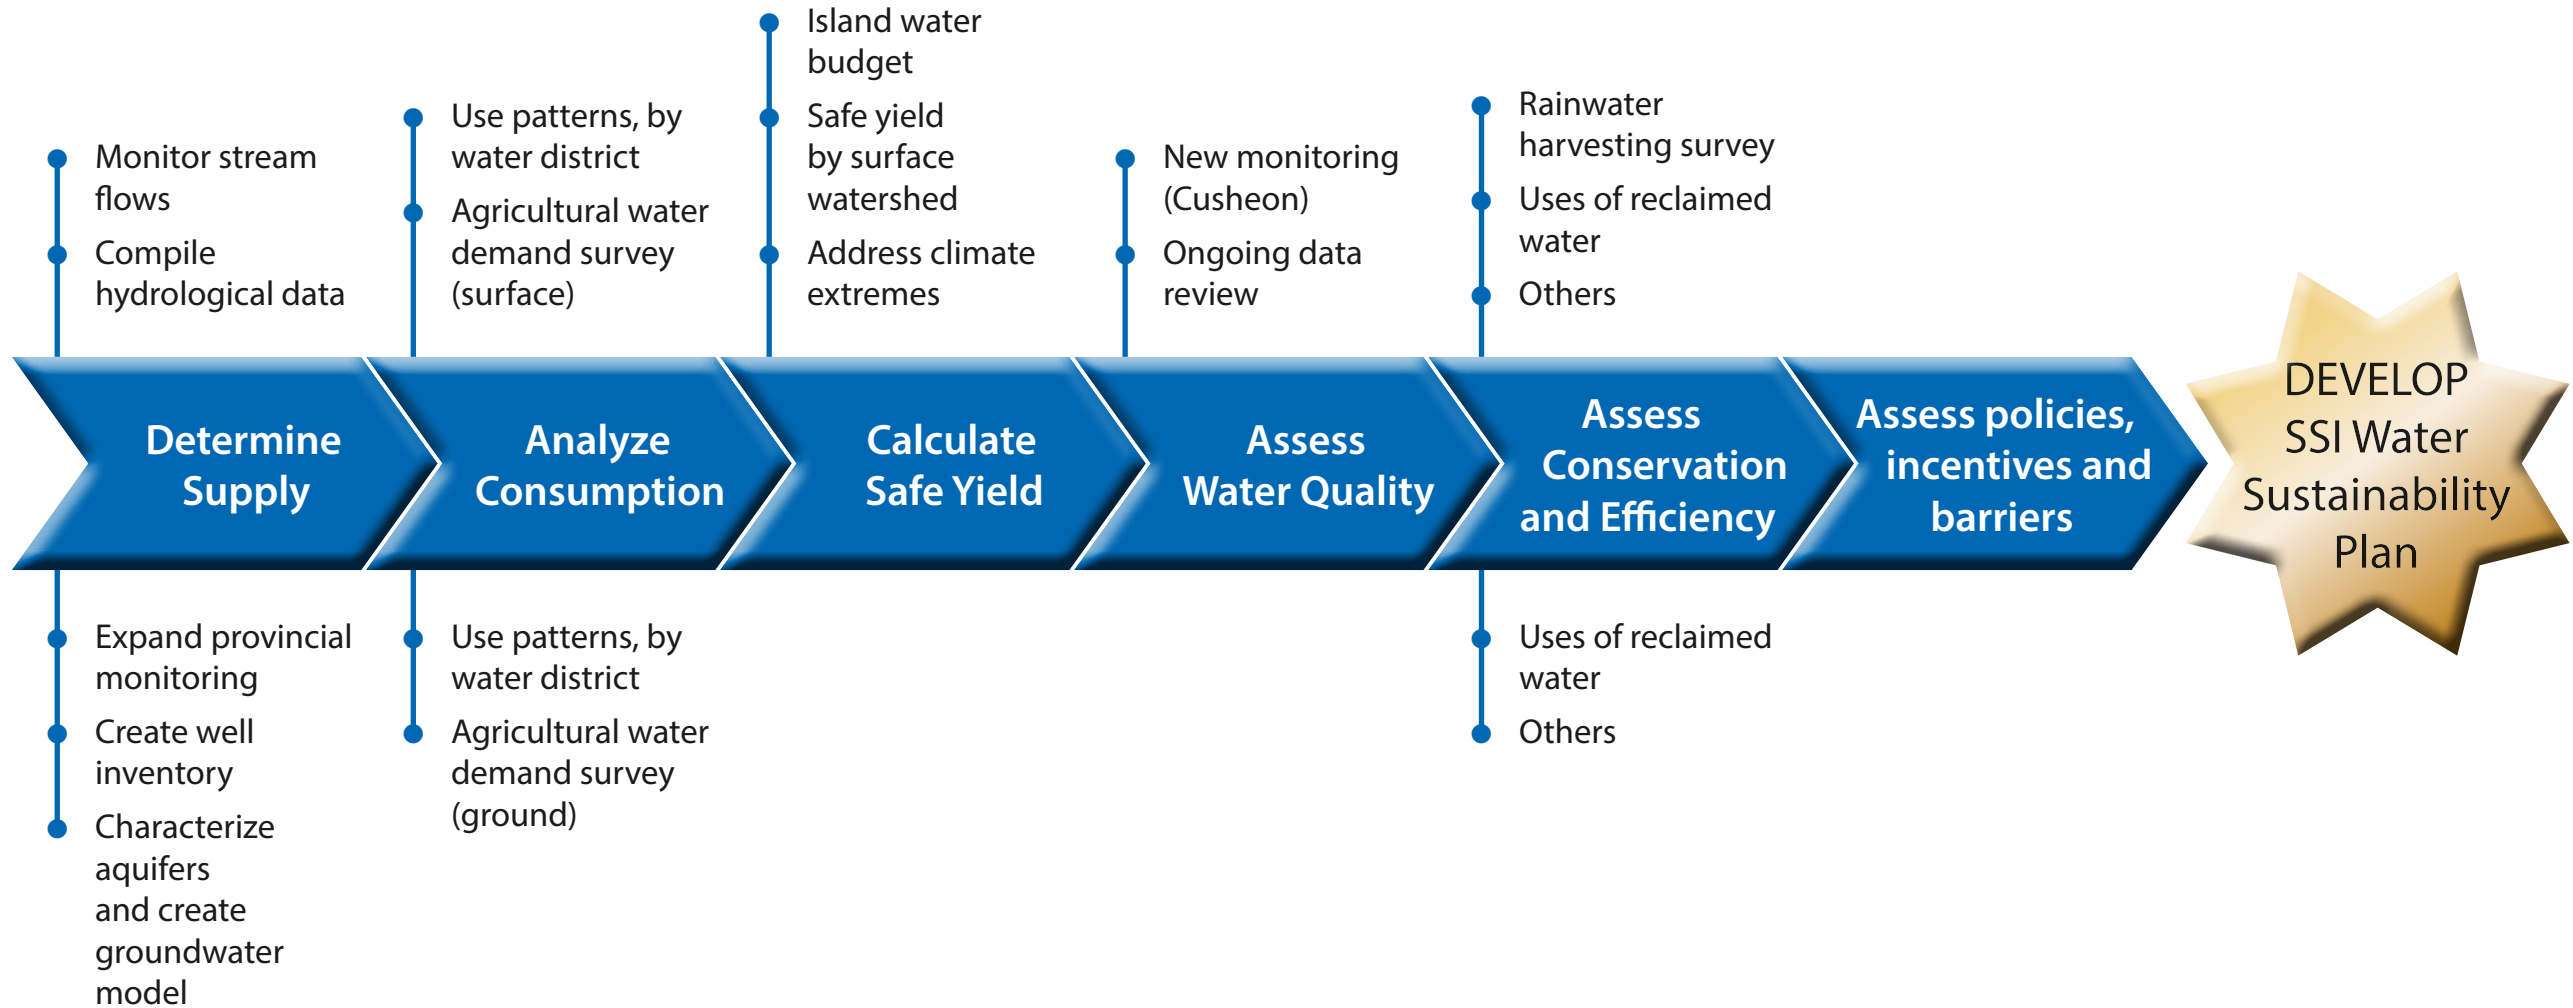 Monitor stream
flows
Compile
hydrological data
Use patterns, by
water district
Agricultural water
demand survey
(surface)
Island water
budget
Safe yield
by surface
watershed
Address climate
extremes
New monitoring
(Cusheon)
Ongoing data
review
Rainwater
harvesting survey
Uses of reclaimed
water
Others
Determine
Supply
Analyze
Consumption
Calculate
Safe Yield
Assess
Water Quality
Assess
Conservation
and Efficiency
Assess policies,
incentives and
barriers
DEVELOP
SSI Water
Sustainability
Plan
Expand provincial
monitoring
Create well
inventory
Characterize
aquifers
and create
groundwater
model
Use patterns, by
water district
Agricultural water
demand survey
(ground)
Uses of reclaimed
water
Others